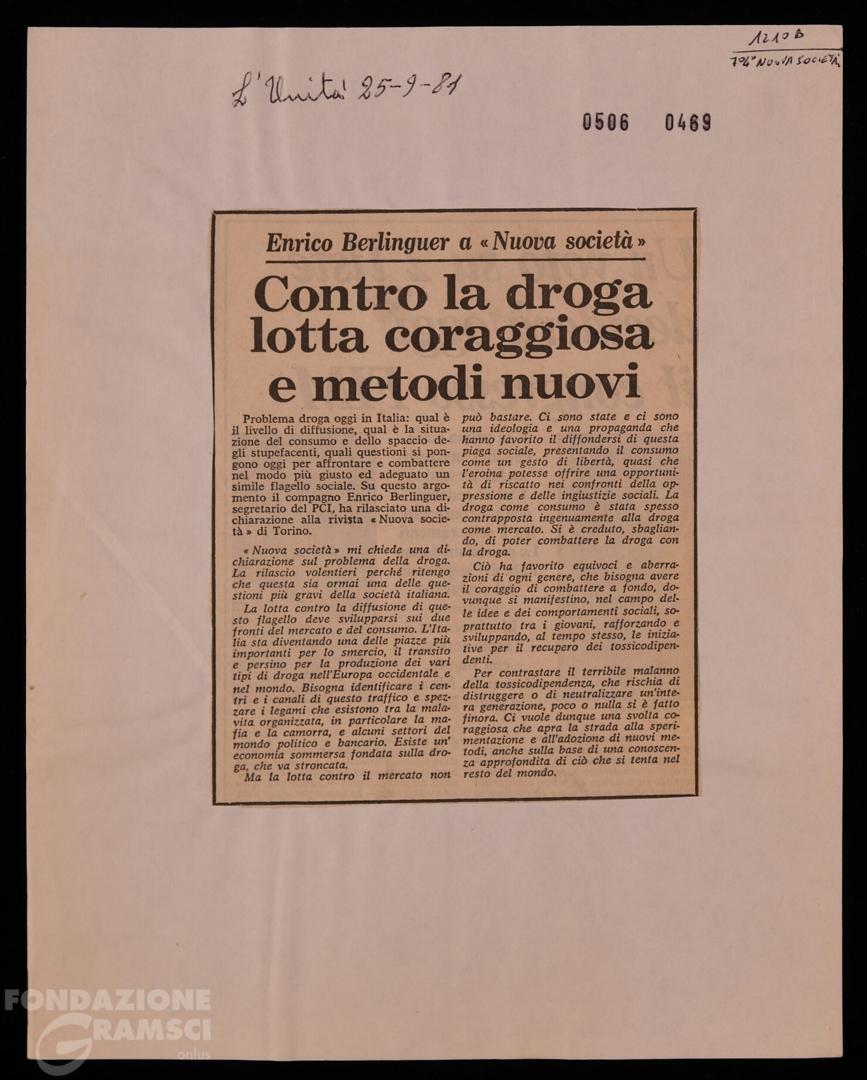 1210B
7% "NUOVA SOCIETÀ"
L'Unità 25-9-81
0506 0469
Enrico Berlinguer a « Nuova società »
Contro la droga
lotta coraggiosa
e metodi nuovi
Problema droga oggi in Italia: qual è
il livello di diffusione, qual è la situa-
zione del consumo e dello spaccio de-
gli stupefacenti, quali questioni si pon-
gono oggi per affrontare e combattere
nel modo più giusto ed adeguato un
simile flagello sociale. Su questo argo-
mento il compagno Enrico Berlinguer,
segretario del PCI, ha rilasciato una di-
chiarazione alla rivista « Nuova socie-
tà » di Torino.
« Nuova società » mi chiede una di-
chiarazione sul problema della droga.
La rilascio volentieri perché ritengo
che questa sia ormai una delle que-
stioni più gravi della società italiana.
La lotta contro la diffusione di que-
sto flagello deve svilupparsi sui due
fronti del mercato e del consumo. L'Ita-
lia sta diventando una delle piazze più
importanti per lo smercio, il transito
e persino per la produzione dei vari
tipi di droga nell'Europa occidentale e
nel mondo. Bisogna identificare i cen-
tri e i canali di questo traffico e spez-
zare i legami che esistono tra la mala-
vita organizzata, in particolare la ma-
fia e la camorra, e alcuni settori del
mondo politico e bancario. Esiste un'
economia sommersa fondata sulla dro-
ga, che va stroncata.
Ma la lotta contro il mercato non
può bastare. Ci sono state e ci sono
una ideologia e una propaganda che
hanno favorito il diffondersi di questa
piaga sociale, presentando il consumo
come un gesto di libertà, quasi che
l'eroina potesse offrire una opportuni-
tà di riscatto nei confronti della op-
pressione e delle ingiustizie sociali. La
droga come consumo è stata spesso
contrapposta ingenuamente alla droga
come mercato. Si è creduto, sbaglian-
do, di poter combattere la droga con
la droga.
Ciò ha favorito equivoci e aberra-
zioni di ogni genere, che bisogna avere
il coraggio di combattere a fondo, do-
vunque si manifestino, nel campo del-
le idee e dei comportamenti sociali, so-
prattutto tra i giovani, rafforzando e
sviluppando, al tempo stesso, le inizia-
tive per il recupero dei tossicodipen-
denti.
Per contrastare il terribile malanno
della tossicodipendenza, che rischia di
distruggere o di neutralizzare un'inte-
ra generazione, poco o nulla si è fatto
finora. Ci vuole dunque una svolta co-
raggiosa che apra la strada alla speri-
mentazione e all'adozione di nuovi me-
todi, anche sulla base di una conoscen-
za approfondita di ciò che si tenta nel
resto del mondo.
FONDAZIONE
GRAMSCI
onlus